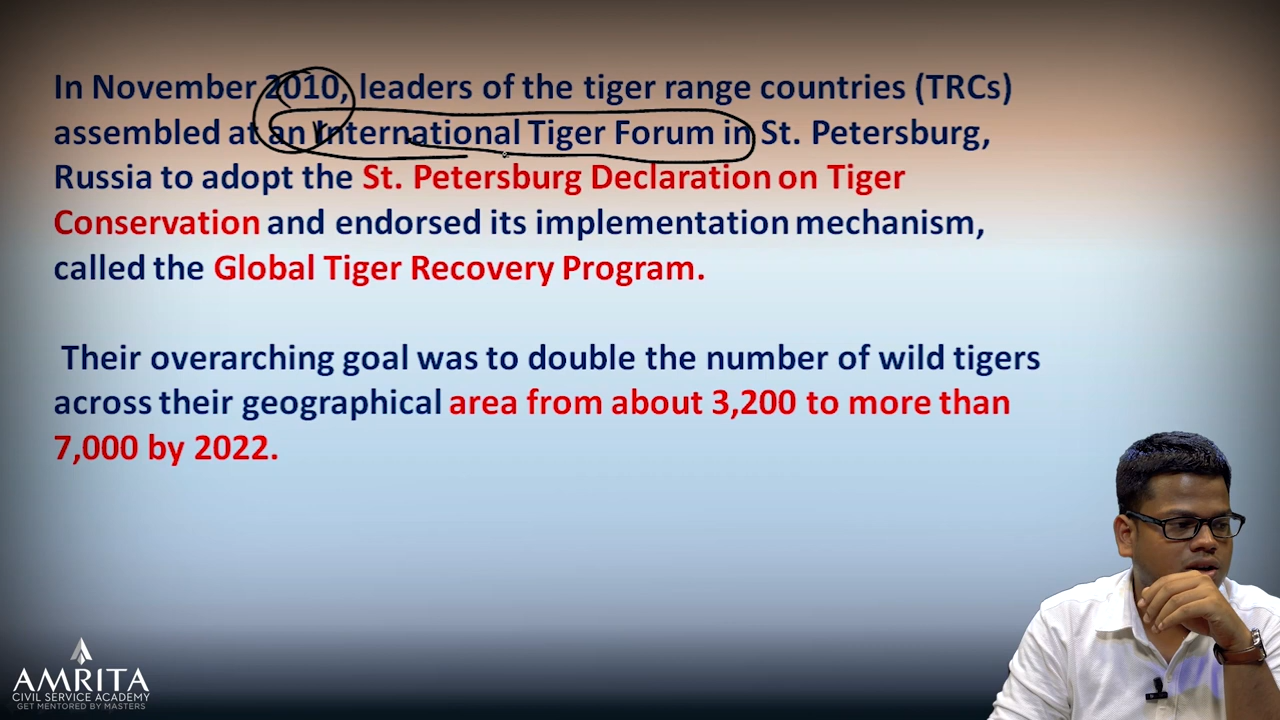 In November 2010, leaders of the tiger range countries (TRCs)
assembled at an International Tiger Forum in St. Petersburg,
Russia to adopt the St. Petersburg Declaration on Tiger
Conservation and endorsed its implementation mechanism,
called the Global Tiger Recovery Program.
Their overarching goal was to double the number of wild tigers
across their geographical area from about 3,200 to more than
7,000 by 2022.
AMRITA
CIVIL SERVICE ACADEMY
GET MENTORED BY MASTERS